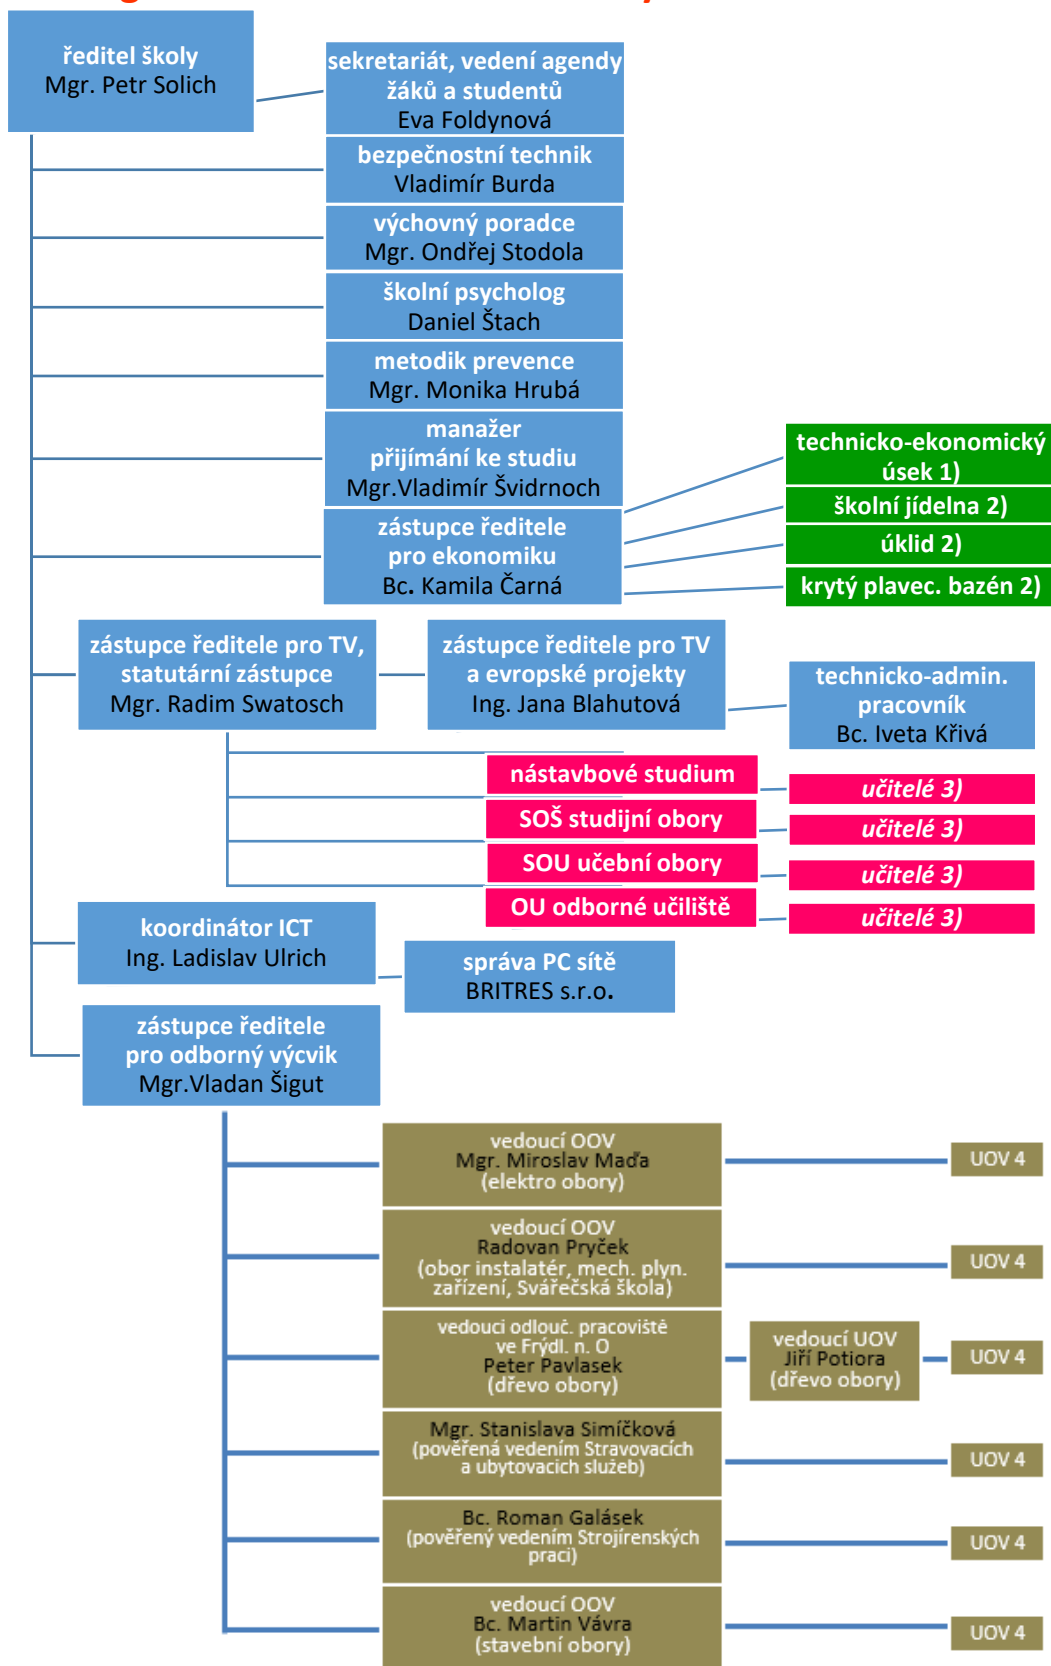 ředitel školy
Mgr. Petr Solich
sekretariát, vedení agendy
žáků a studentů
Eva Foldynová
bezpečnostní technik
Vladimír Burda
výchovný poradce
Mgr. Ondřej Stodola
školní psycholog
Daniel Štach
metodik prevence
Mgr. Monika Hrubá
manažer
přijímání ke studiu
Mgr.Vladimír Švidrnoch
zástupce ředitele
pro ekonomiku
Bc. Kamila Čarná
technicko-ekonomický
úsek 1)
školní jídelna 2)
úklid 2)
krytý plavec. bazén 2)
zástupce ředitele pro TV,
statutární zástupce
Mgr. Radim Swatosch
zástupce ředitele pro TV
a evropské projekty
Ing. Jana Blahutová
technicko-admin.
pracovník
Bc. Iveta Křivá
nástavbové studium
učitelé 3)
SOŠ studijní obory
učitelé 3)
SOU učební obory
učitelé 3)
OU odborné učiliště
učitelé 3)
koordinátor ICT
Ing. Ladislav Ulrich
správa PC sítě
BRITRES s.r.o.
zástupce ředitele
pro odborný výcvik
Mgr.Vladan Šigut
vedoucí OOV
Mgr. Miroslav Maďa
(elektro obory)
UOV 4
vedoucí OOV
Radovan Pryček
(obor instalatér, mech. plyn.
zařízení, Svářečská škola)
UOV 4
vedouci odlouč. pracoviště
ve Frýdl. n. O
Peter Pavlasek
(dřevo obory)
vedoucí UOV
Jiří Potiora
(dřevo obory)
UOV 4
Mgr. Stanislava Simíčková
(pověřená vedením Stravovacích
a ubytovacich služeb)
UOV 4
Bc. Roman Galásek
(pověřený vedením Strojírenských
praci)
UOV 4
vedoucí OOV
Bc. Martin Vávra
(stavební obory)
UOV 4